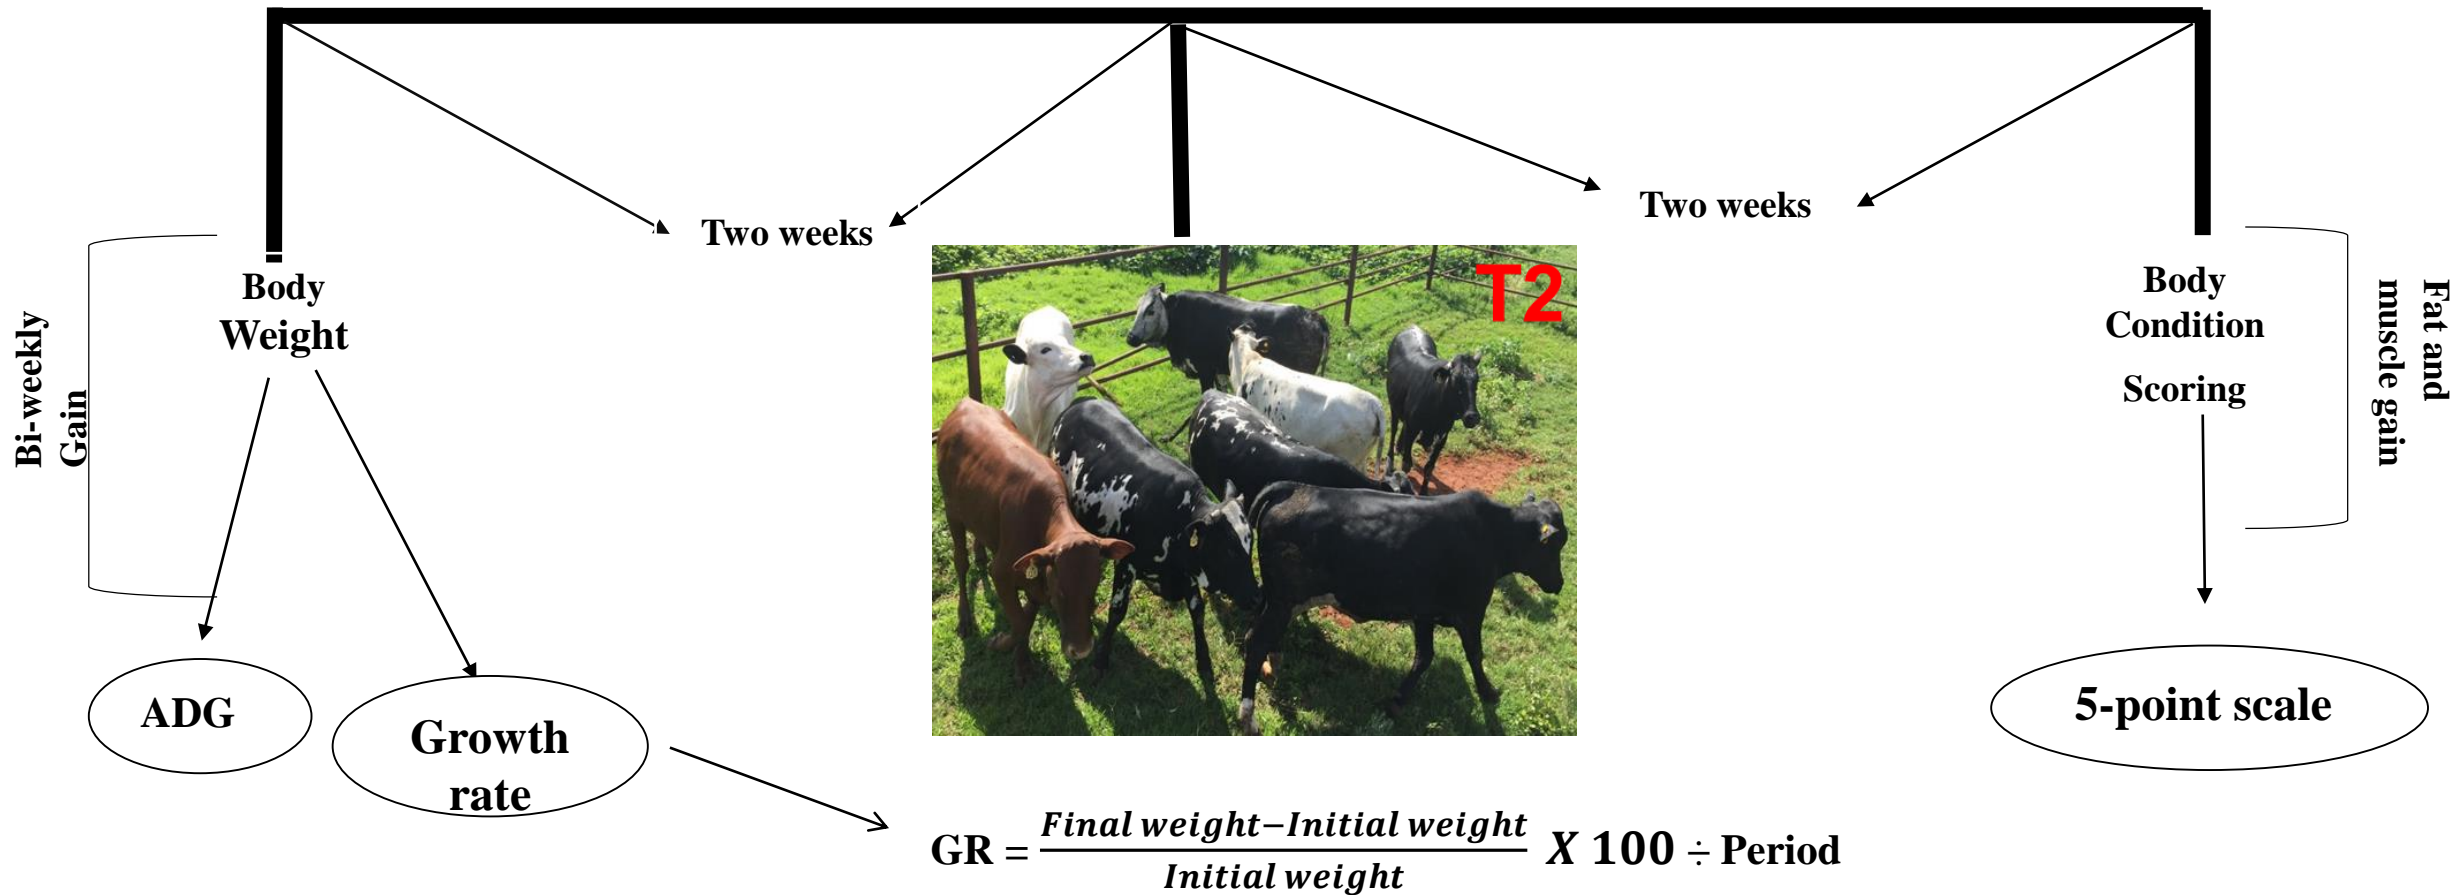 Two weeks
Two weeks
T2
Bi-weekly
Gain
Body
Weight
Body
Condition
Scoring
Fat and
muscle gain
ADG
Growth
rate
5-point scale
GR = \frac{Final weight−Initial weight}{Initial weight} X 100 ÷ Period